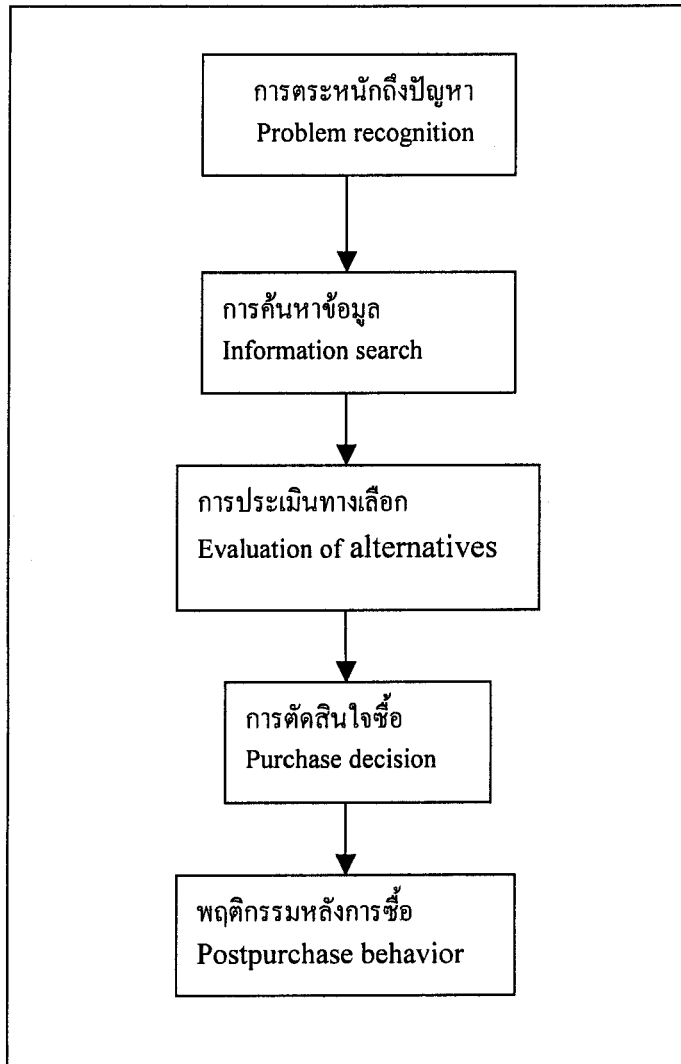 การตระหนักถึงปัญหา
Problem recognition
การค้นหาข้อมูล
Information search
การประเมินทางเลือก
Evaluation of alternatives
การตัดสินใจซื้อ
Purchase decision
พฤติกรรมหลังการซื้อ
Postpurchase behavior